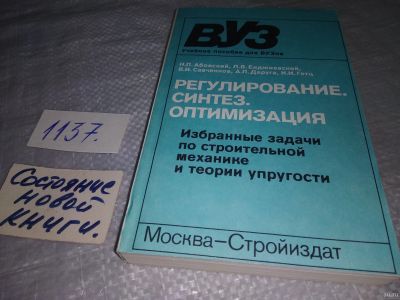 ВУЗ
Учебное пособие для ВУЗов
Н.П. Абовский, Л.В. Енджиевский,
В.И. Савченков, А.П. Деруга, И.И. Гетц
РЕГУЛИРОВАНИЕ.
СИНТЕЗ.
ОПТИМИЗАЦИЯ
Избранные задачи
по строительной
механике
и теории упругости
Москва–Стройиздат
1137.
Состояние
новой
книги.